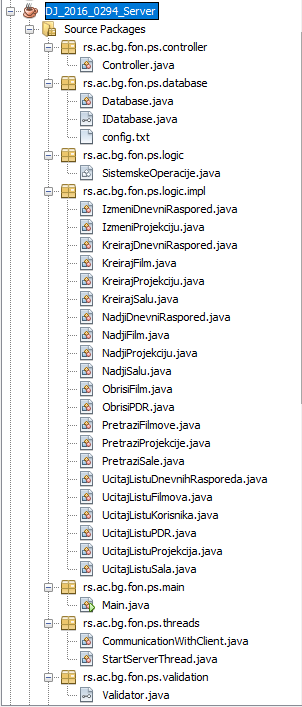 DJ_2016_0294_Server
Source Packages
rs.ac.bg.fon.ps.controller
Controller.java
rs.ac.bg.fon.ps.database
Database.java
IDatabase.java
config.txt
rs.ac.bg.fon.ps.logic
SistemskeOperacije.java
rs.ac.bg.fon.ps.logic.impl
IzmeniDnevniRaspored.java
IzmeniProjekciju.java
KreirajDnevniRaspored.java
KreirajFilm.java
KreirajProjekciju.java
KreirajSalu.java
NadjiDnevniRaspored.java
NadjiFilm.java
NadjiProjekciju.java
NadjiSalu.java
ObrisiFilm.java
ObrisiPDR.java
PretraziFilmove.java
PretraziProjekcije.java
PretraziSale.java
UcitajListuDnevnihRasporeda.java
UcitajListuFilmova.java
UcitajListuKorisnika.java
UcitajListuPDR.java
UcitajListuProjekcija.java
UcitajListuSala.java
rs.ac.bg.fon.ps.main
Main.java
rs.ac.bg.fon.ps.threads
CommunicationWithClient.java
StartServerThread.java
rs.ac.bg.fon.ps.validation
Validator.java